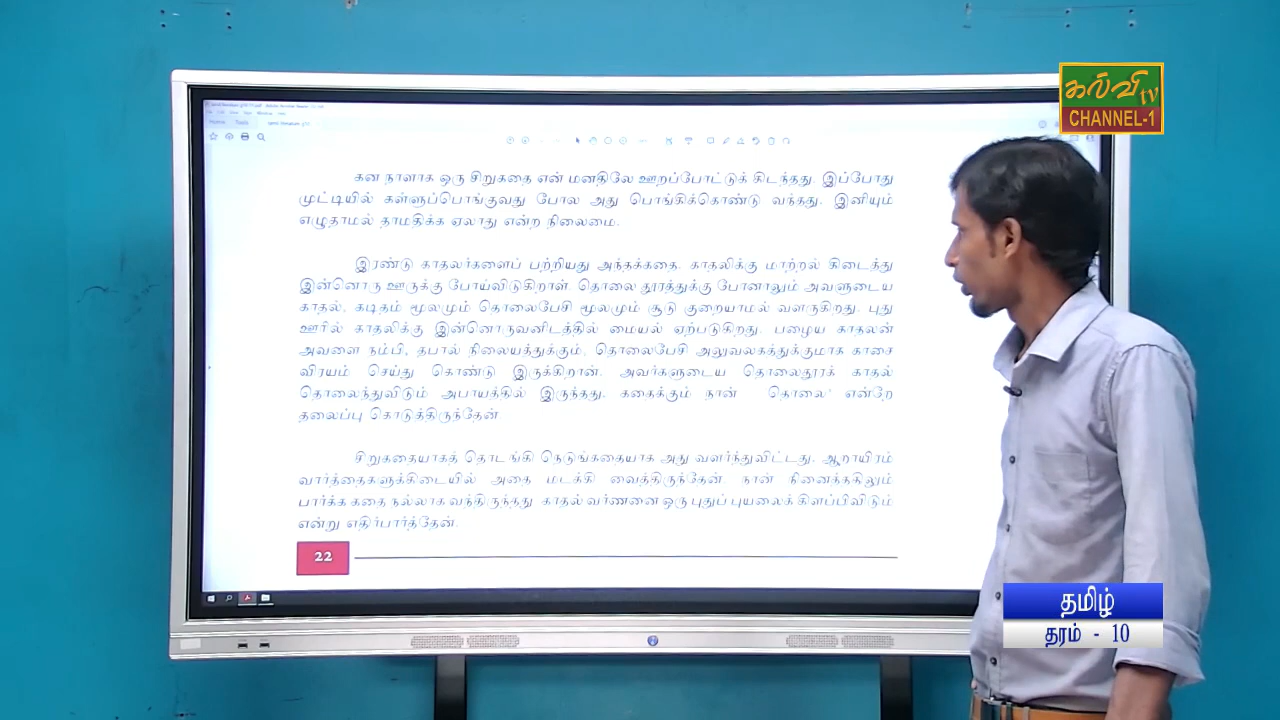 கல்வி tv
CHANNEL-1
Home Tools
கன நாளாக ஒரு சிறுகதை என் மனதிலே ஊறப்போட்டுக் கிடந்தது. இப்போது
முட்டியில் கள்ளுப்பொங்குவது போல அது பொங்கிக்கொண்டு வந்தது. இனியும்
எழுதாமல் தாமதிக்க ஏலாது என்ற நிலைமை.
இரண்டு காதலர்களைப் பற்றியது அந்தக்கதை. காதலிக்கு மாற்றல் கிடைத்து
இன்னொரு ஊருக்கு போய்விடுகிறாள். தொலை தூரத்துக்கு போனாலும் அவளுடைய
காதல், கடிதம் மூலமும் தொலைபேசி மூலமும் சூடு குறையாமல் வளருகிறது. புது
ஊரில் காதலிக்கு இன்னொருவனிடத்தில் மையல் ஏற்படுகிறது. பழைய காதலன்
அவளை நம்பி, தபால் நிலையத்துக்கும், தொலைபேசி அலுவலகத்துக்குமாக காசை
விரயம் செய்து கொண்டு இருக்கிறான். அவர்களுடைய தொலைதூரக் காதல்
தொலைந்துவிடும் அபாயத்தில் இருந்தது. கதைக்கும் நான் தொலை' என்றே
தலைப்பு கொடுத்திருந்தேன்
சிறுகதையாகத் தொடங்கி நெடுங்கதையாக அது வளர்ந்துவிட்டது. ஆறாயிரம்
வார்த்தைகளுக்கிடையில் அதை மடக்கி வைத்திருந்தேன். நான் நினைத்ததிலும்
பார்க்க கதை நல்லாக வந்திருந்தது காதல் வர்ணனை ஒரு புதுப் புயலைக் கிளப்பிவிடும்
என்று எதிர்பார்த்தேன்.
22
தமிழ்
தரம் - 10